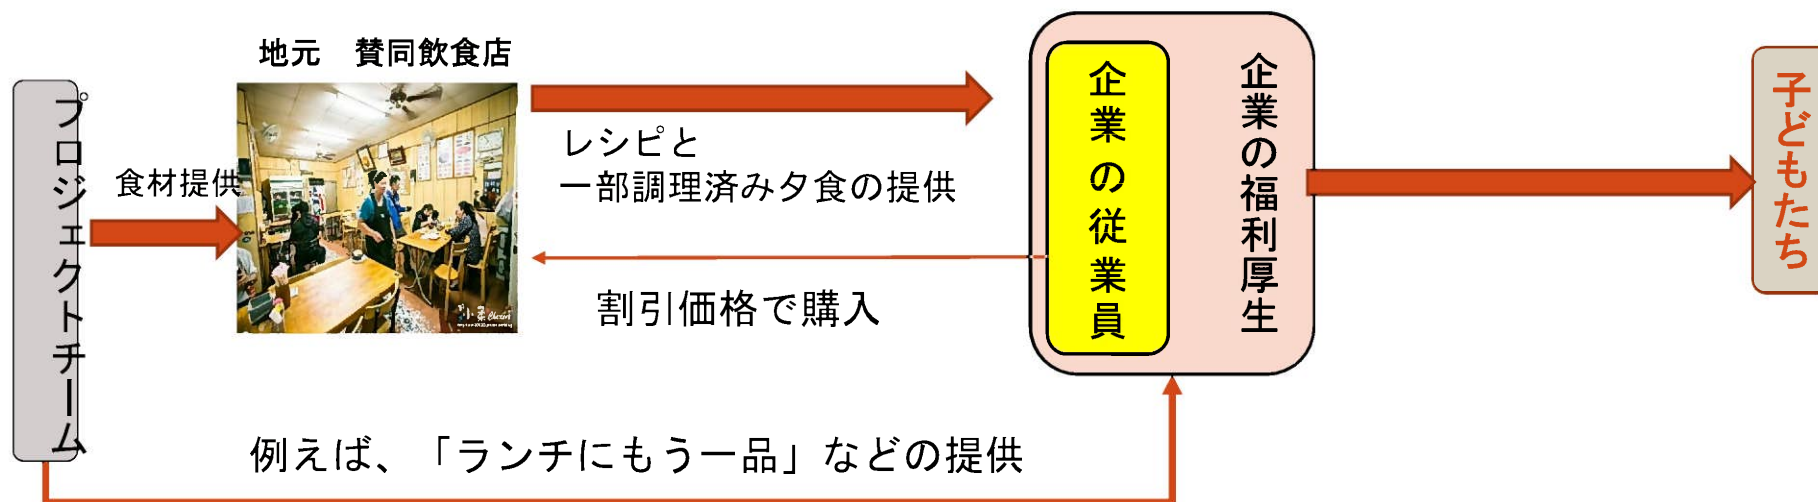 地元　賛同飲食店
プロジェクトチーム
食材提供
レシピと
一部調理済み夕食の提供
割引価格で購入
企業の従業員
企業の福利厚生
子どもたち
例えば、「ランチにもう一品」などの提供
小桑